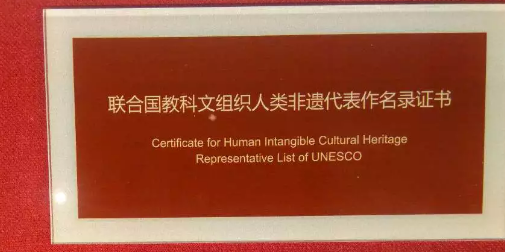 联合国教科文组织人类非遗代表作名录证书
Certificate for Human Intangible Cultural Heritage
Representative List of UNESCO